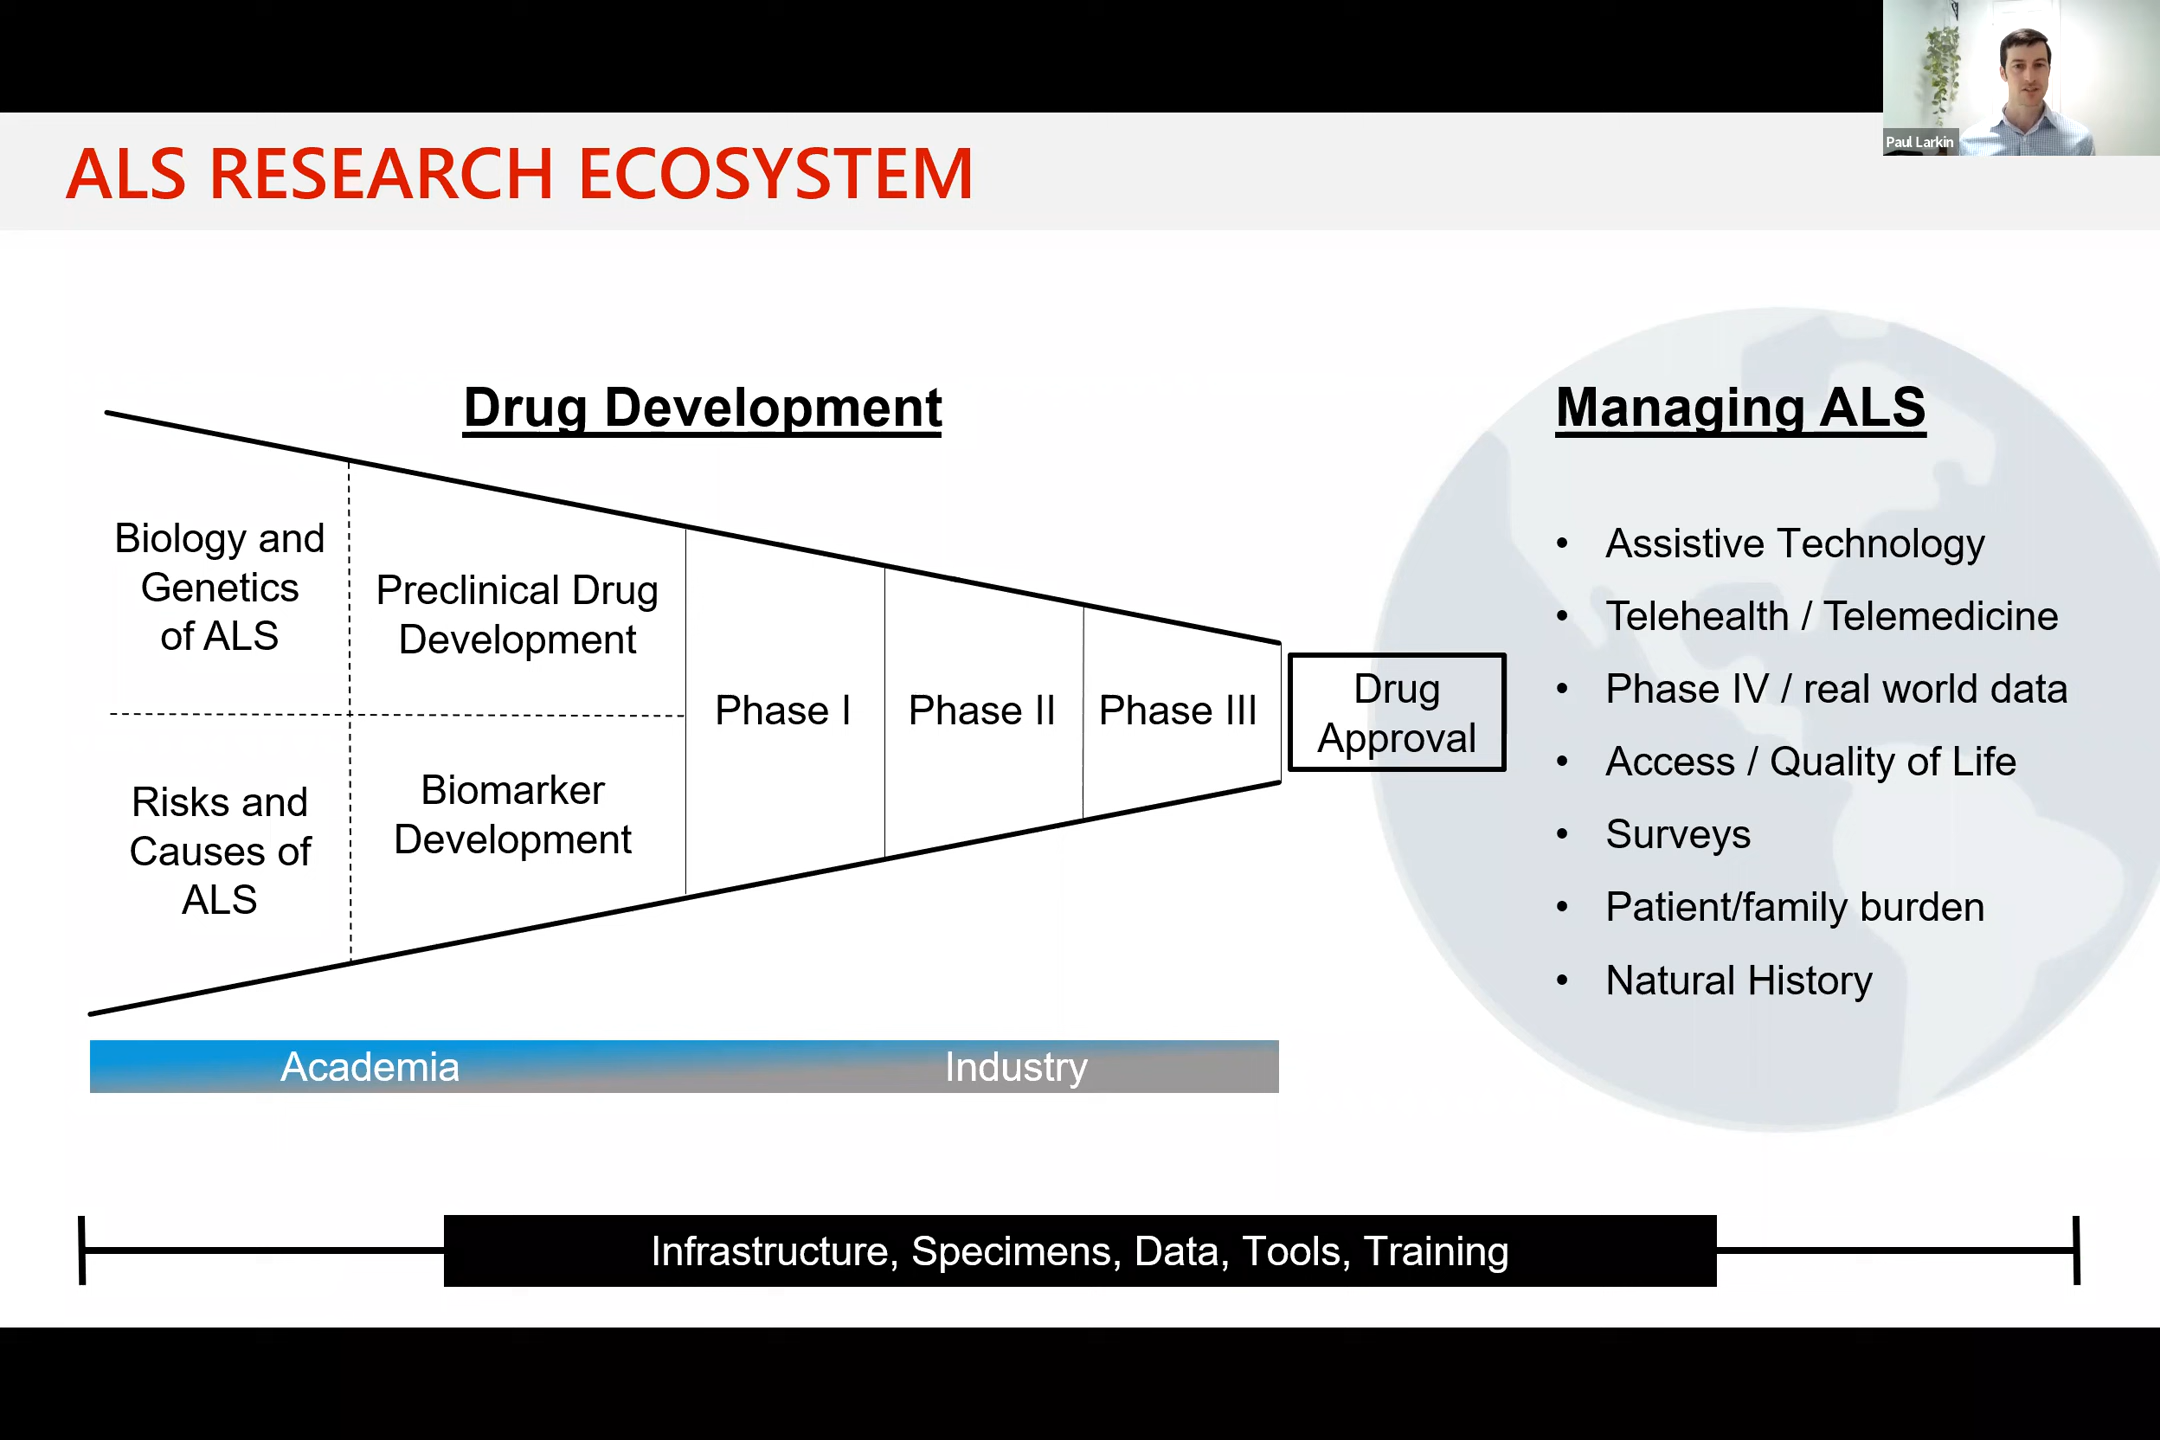 Paul Larkin
ALS RESEARCH ECOSYSTEM
Drug Development
Biology and
Genetics
of ALS
Preclinical Drug
Development
Risks and
Causes of
ALS
Biomarker
Development
Phase I
Phase II
Phase III
Drug
Approval
Academia
Industry
Managing ALS
• Assistive Technology
• Telehealth / Telemedicine
• Phase IV / real world data
• Access / Quality of Life
• Surveys
• Patient/family burden
• Natural History
Infrastructure, Specimens, Data, Tools, Training